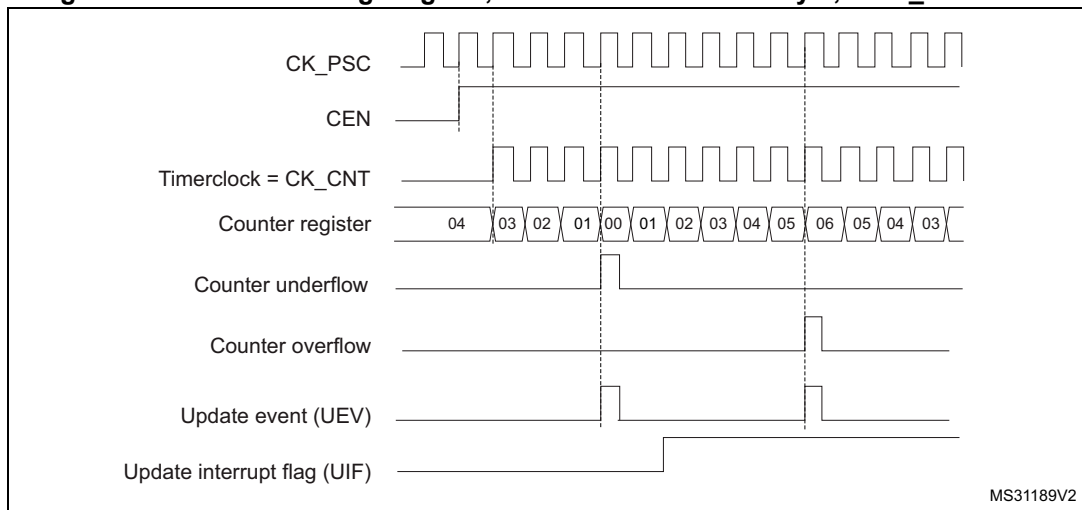 CK_PSC
CEN
Timerclock = CK_CNT
Counter register 04 03 02 01 00 01 02 03 04 05 06 05 04 03
Counter underflow
Counter overflow
Update event (UEV)
Update interrupt flag (UIF)
MS31189V2